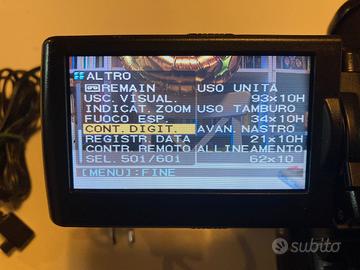 ALTRO
REMAIN USO UNITÀ
USC. VISUAL. 93x10H
INDICAT. ZOOM USO TAMBURO
FUOCO ESP. 34x10H
CONT. DIGIT. AVAN. NASTRO
REGISTR. DATA 21x10H
CONTR. REMOTO ALLINEAMENTO
SEL. 501/601 62x10
[MENU]:FINE
subito